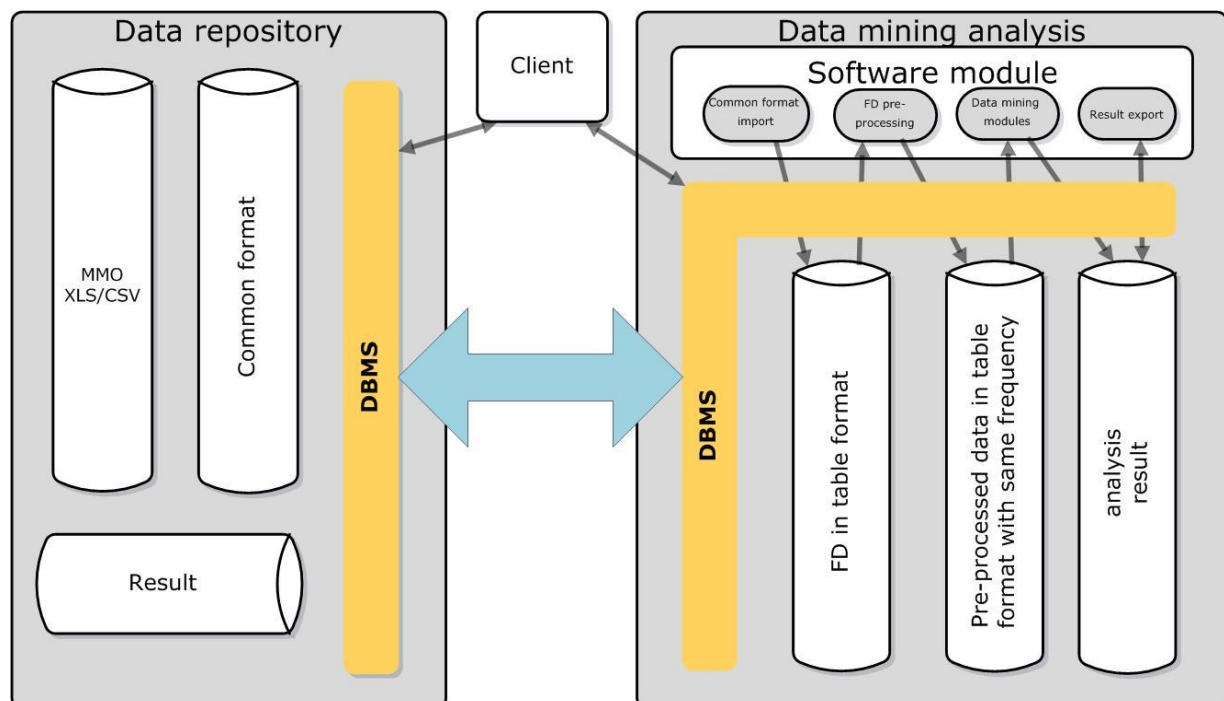 Data repository
MMO
XLS/CSV
Common format
DBMS
Result
Client
Data mining analysis
Software module
Common format
import
FD pre-
processing
Data mining
modules
Result export
DBMS
FD in table format
Pre-processed data in table
format with same frequency
analysis
result